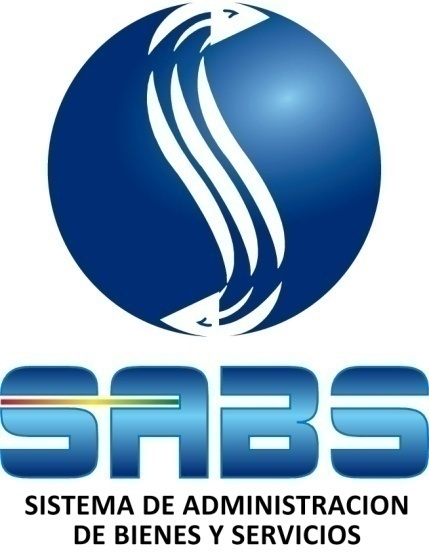 SABS
SISTEMA DE ADMINISTRACION
DE BIENES Y SERVICIOS